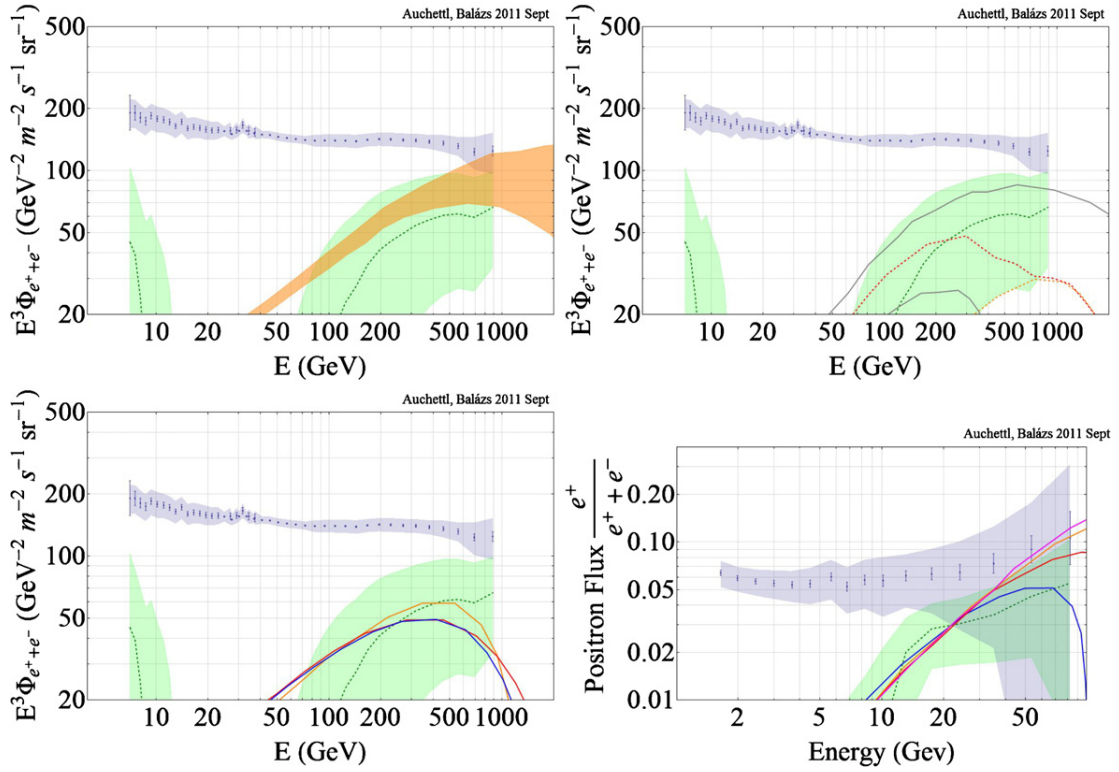 Auchettl, Balázs 2011 Sept
E³Φ_{e⁺+e⁻} (GeV⁻² m⁻² s⁻¹ sr⁻¹)
500
200
100
50
20
10 20 50 100 200 500 1000
E (GeV)
Auchettl, Balázs 2011 Sept
E³Φ_{e⁺+e⁻} (GeV⁻² m⁻² s⁻¹ sr⁻¹)
500
200
100
50
20
10 20 50 100 200 500 1000
E (GeV)
Auchettl, Balázs 2011 Sept
E³Φ_{e⁺+e⁻} (GeV⁻² m⁻² s⁻¹ sr⁻¹)
500
200
100
50
20
10 20 50 100 200 500 1000
E (GeV)
Auchettl, Balázs 2011 Sept
Positron Flux e⁺/(e⁺ + e⁻)
0.20
0.10
0.05
0.02
0.01
2 5 10 20 50
Energy (Gev)